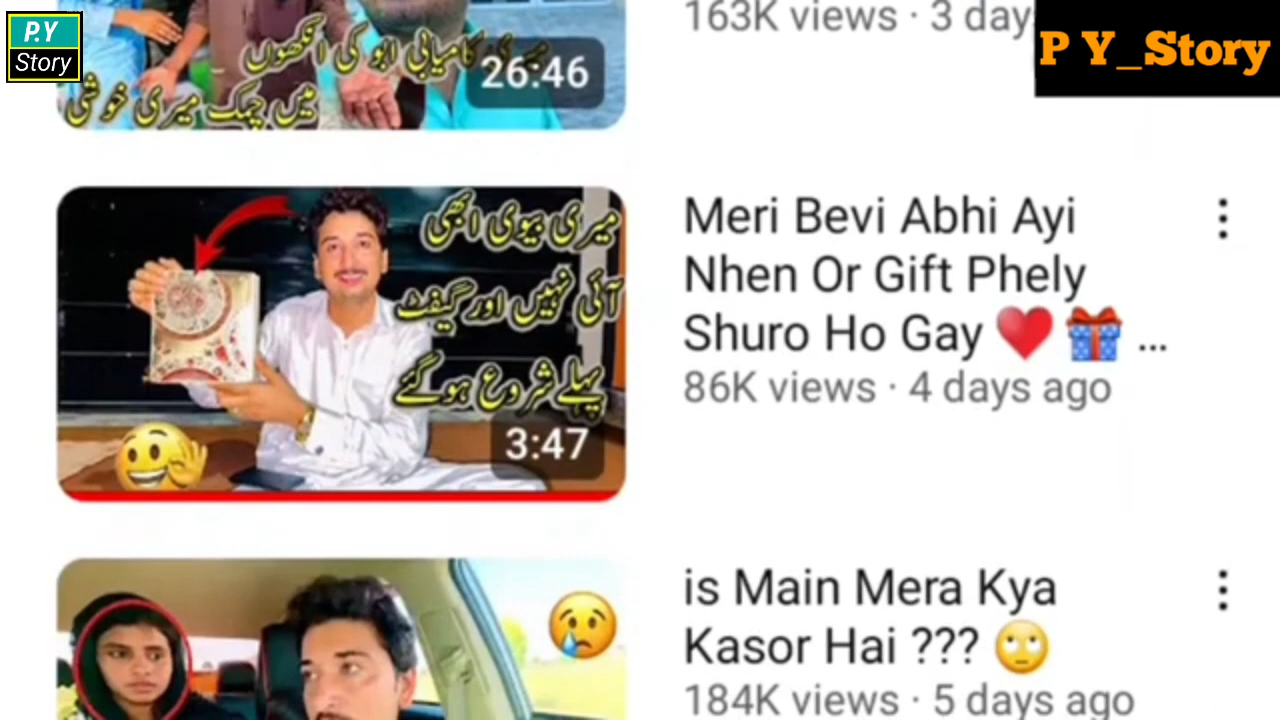 P.Y
Story
کامیابی ابو کی آنکھوں
میں چمک میری خوشی
26:46
163K views · 3 day
P Y_Story
میری بیوی ابھی
آئی نہیں اور گیفٹ
پہلے شروع ہو گئے
3:47
Meri Bevi Abhi Ayi
Nhen Or Gift Phely
Shuro Ho Gay ❤️🎁 ...
86K views · 4 days ago
is Main Mera Kya
Kasor Hai ??? 🙄
184K views · 5 days ago